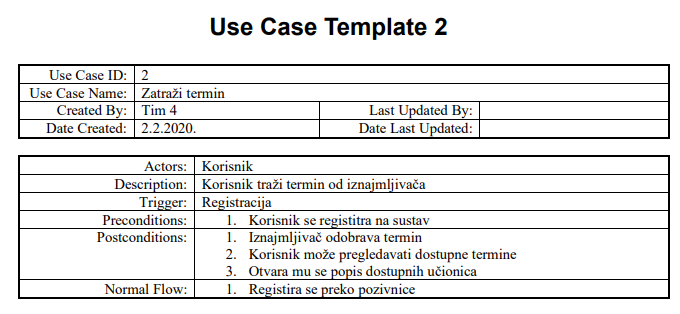 Use Case Template 2
Use Case ID: 2
Use Case Name: Zatraži termin
Created By: Tim 4 Last Updated By:
Date Created: 2.2.2020. Date Last Updated:
Actors: Korisnik
Description: Korisnik traži termin od iznajmljivača
Trigger: Registracija
Preconditions: 1. Korisnik se registitra na sustav
Postconditions: 1. Iznajmljivač odobrava termin
2. Korisnik može pregledavati dostupne termine
3. Otvara mu se popis dostupnih učionica
Normal Flow: 1. Registira se preko pozivnice